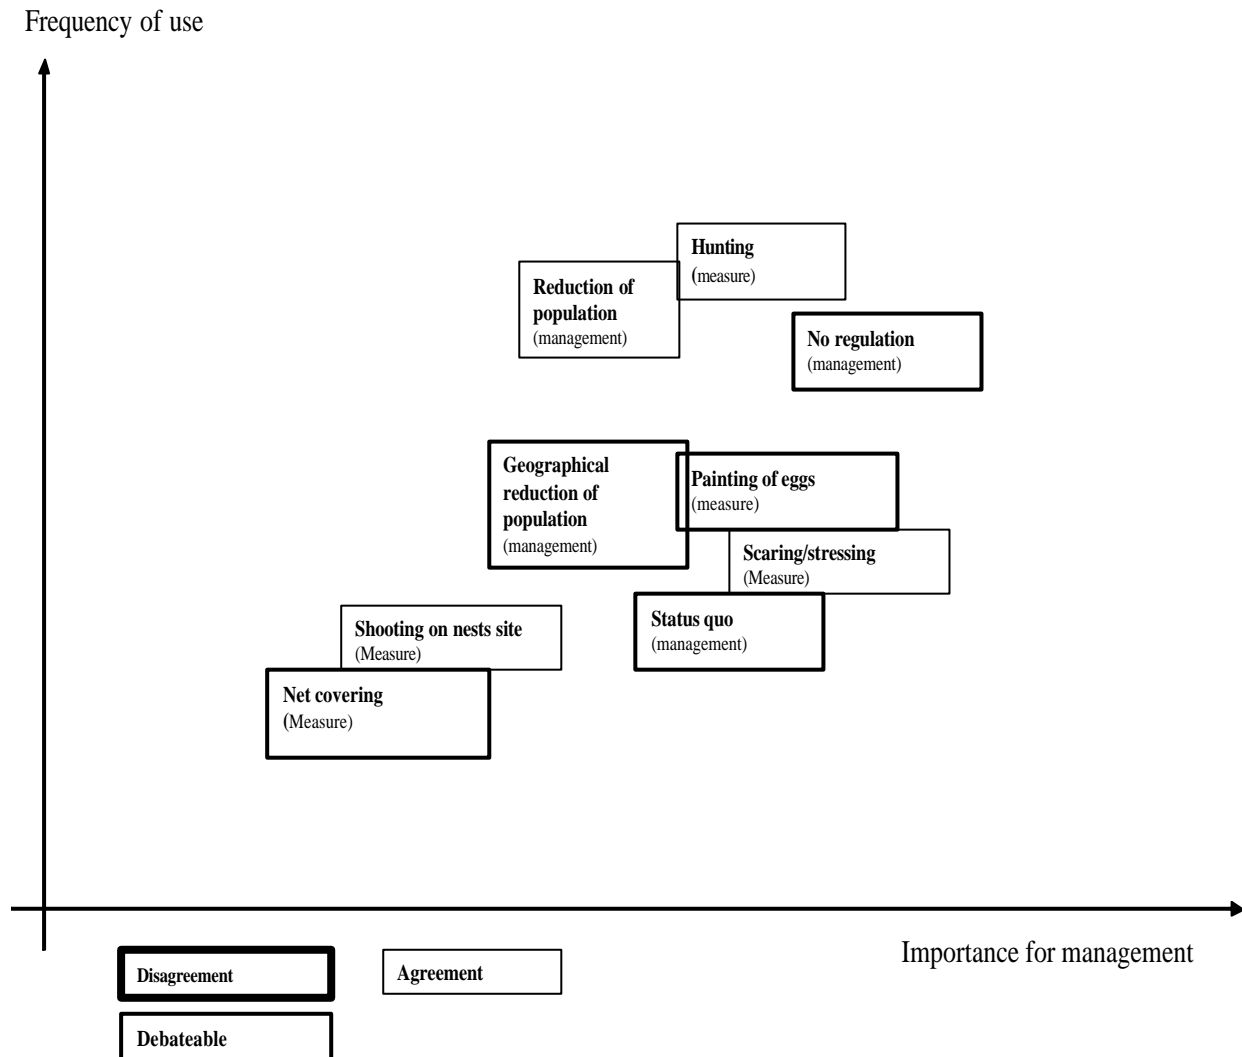 Frequency of use
Hunting
(measure)
Reduction of
population
(management)
No regulation
(management)
Geographical
reduction of
population
(management)
Painting of eggs
(measure)
Scaring/stressing
(Measure)
Status quo
(management)
Shooting on nests site
(Measure)
Net covering
(Measure)
Importance for management
Disagreement
Agreement
Debateable